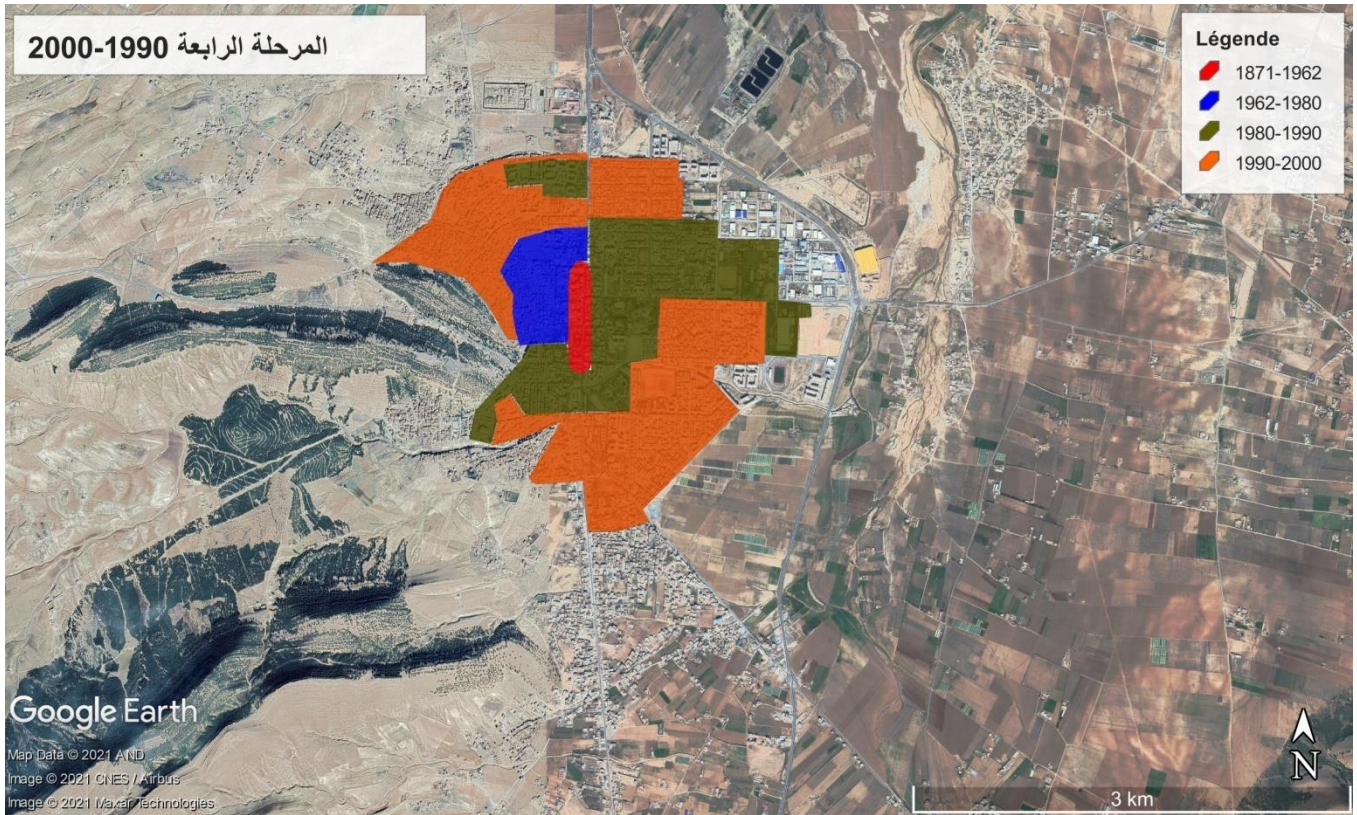 المرحلة الرابعة 1990-2000
Légende
1871-1962
1962-1980
1980-1990
1990-2000
Google Earth
Map Data © 2021 AND
Image © 2021 CNES / Airbus
Image © 2021 Maxar Technologies
N
3 km